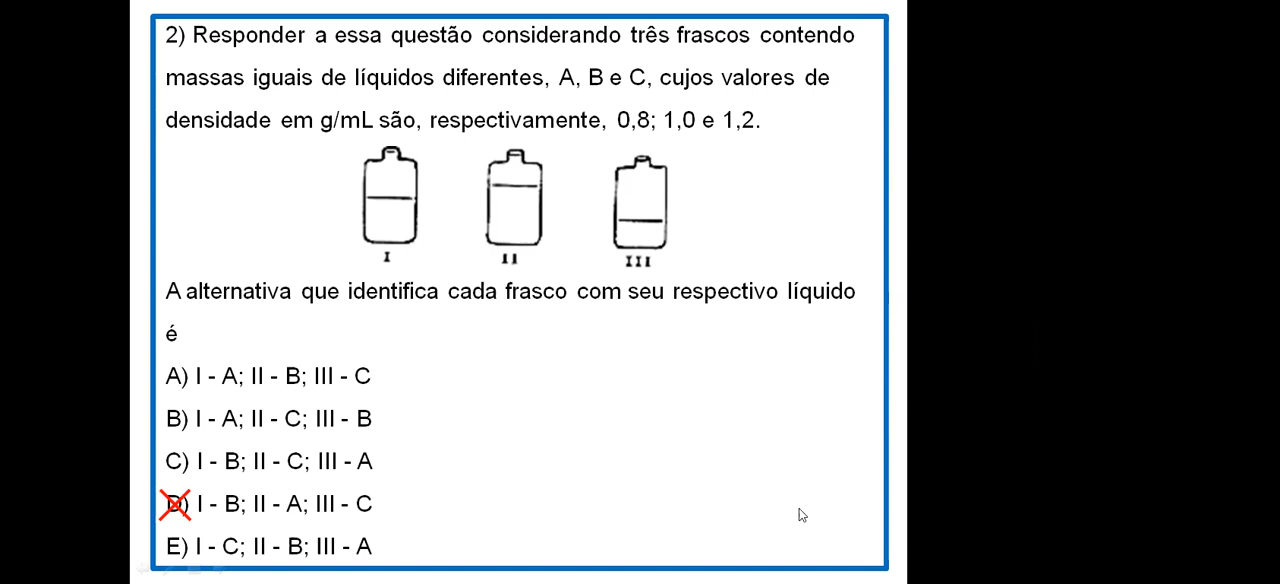 2) Responder a essa questão considerando três frascos contendo
massas iguais de líquidos diferentes, A, B e C, cujos valores de
densidade em g/mL são, respectivamente, 0,8; 1,0 e 1,2.
I II III
A alternativa que identifica cada frasco com seu respectivo líquido
é
A) I - A; II - B; III - C
B) I - A; II - C; III - B
C) I - B; II - C; III - A
D) I - B; II - A; III - C
E) I - C; II - B; III - A